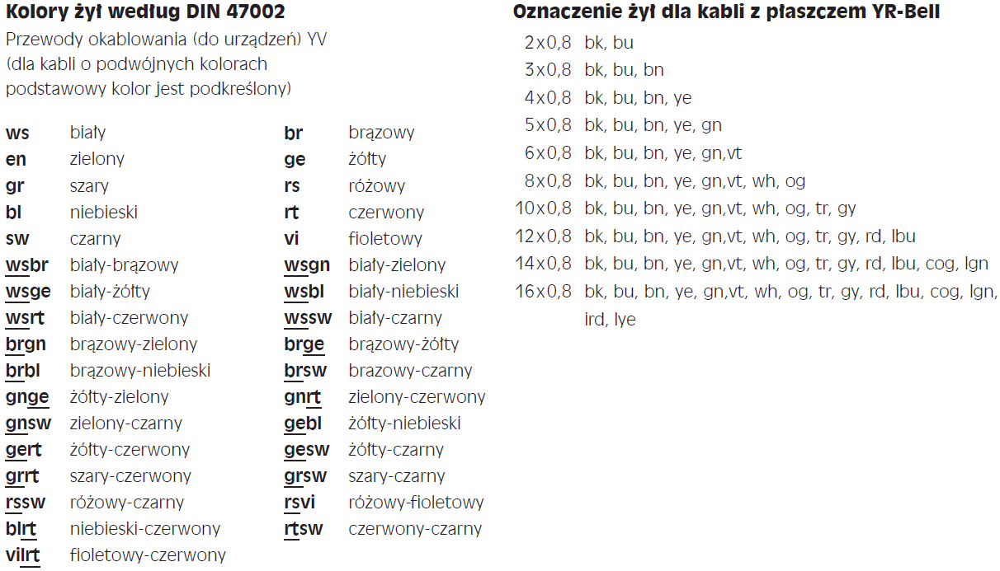 Kolory żył według DIN 47002
Przewody okablowania (do urządzeń) YV
(dla kabli o podwójnych kolorach
podstawowy kolor jest podkreślony)
ws biały br brązowy
en zielony ge żółty
gr szary rs różowy
bl niebieski rt czerwony
sw czarny vi fioletowy
wsbr biały-brązowy wsgn biały-zielony
wsge biały-żółty wsbl biały-niebieski
wsrt biały-czerwony wssw biały-czarny
brgn brązowy-zielony brge brązowy-żółty
brbl brązowy-niebieski brsw brazowy-czarny
gnge żółty-zielony gnrt zielony-czerwony
gnsw zielony-czarny gebl żółty-niebieski
gert żółty-czerwony gesw żółty-czarny
grrt szary-czerwony grsw szary-czarny
rssw różowy-czarny rsvi różowy-fioletowy
blrt niebieski-czerwony rtsw czerwony-czarny
vilrt fioletowy-czerwony
Oznaczenie żył dla kabli z płaszczem YR-Bell
2x0,8 bk, bu
3x0,8 bk, bu, bn
4x0,8 bk, bu, bn, ye
5x0,8 bk, bu, bn, ye, gn
6x0,8 bk, bu, bn, ye, gn,vt
8x0,8 bk, bu, bn, ye, gn,vt, wh, og
10x0,8 bk, bu, bn, ye, gn,vt, wh, og, tr, gy
12x0,8 bk, bu, bn, ye, gn,vt, wh, og, tr, gy, rd, lbu
14x0,8 bk, bu, bn, ye, gn,vt, wh, og, tr, gy, rd, lbu, cog, lgn
16x0,8 bk, bu, bn, ye, gn,vt, wh, og, tr, gy, rd, lbu, cog, lgn,
ird, lye